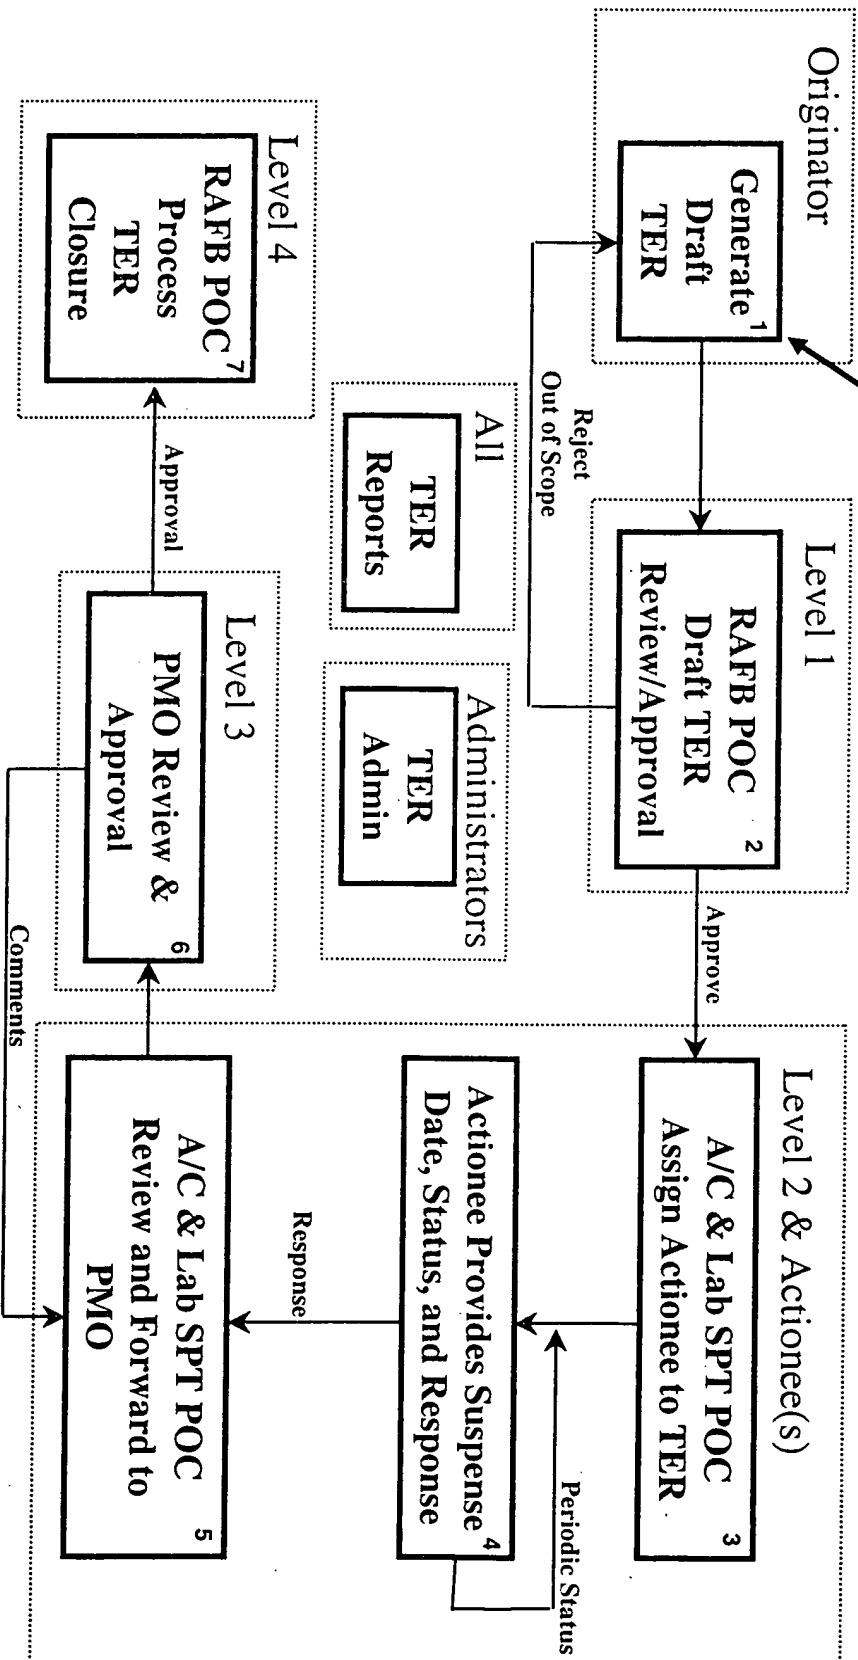 Originator
Generate
Draft
TER
1
Level 1
RAFB POC
Draft TER
Review/Approval
2
Approve
Reject
Out of Scope
Level 2 & Actionee(s)
A/C & Lab SPT POC
Assign Actionee to TER
3
Periodic Status
Actionee Provides Suspense
Date, Status, and Response
4
Response
A/C & Lab SPT POC
Review and Forward to
PMO
5
All
TER
Reports
Administrators
TER
Admin
Level 3
PMO Review &
Approval
6
Comments
Approval
Level 4
RAFB POC
Process
TER
Closure
7